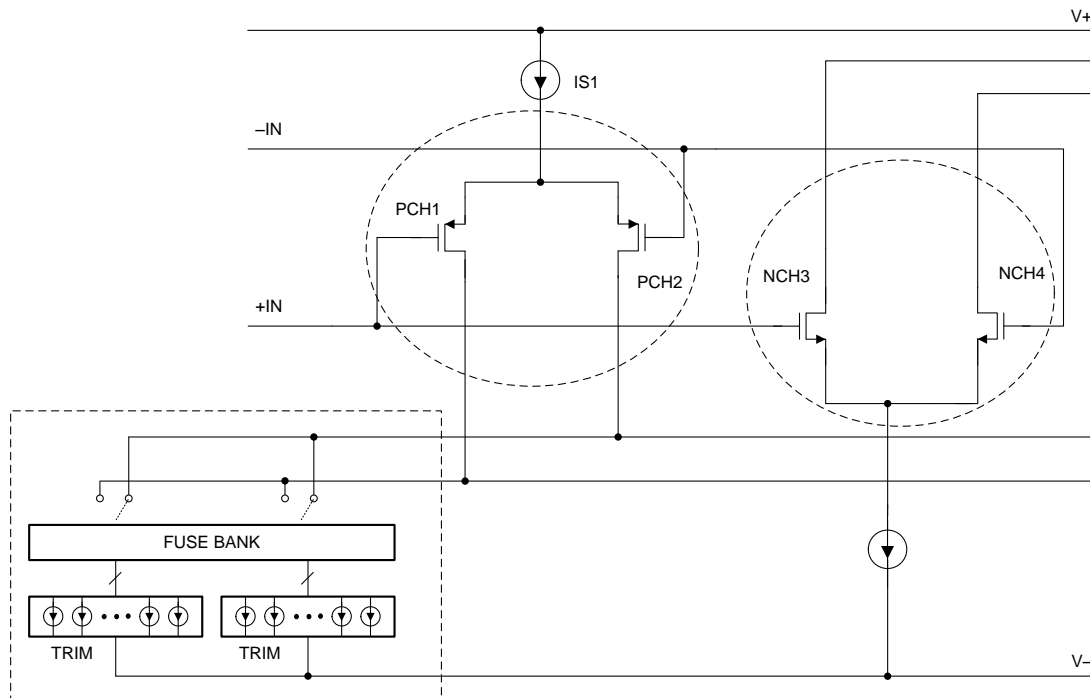 V+
IS1
–IN
PCH1
PCH2
NCH3
NCH4
+IN
FUSE BANK
TRIM
TRIM
V–